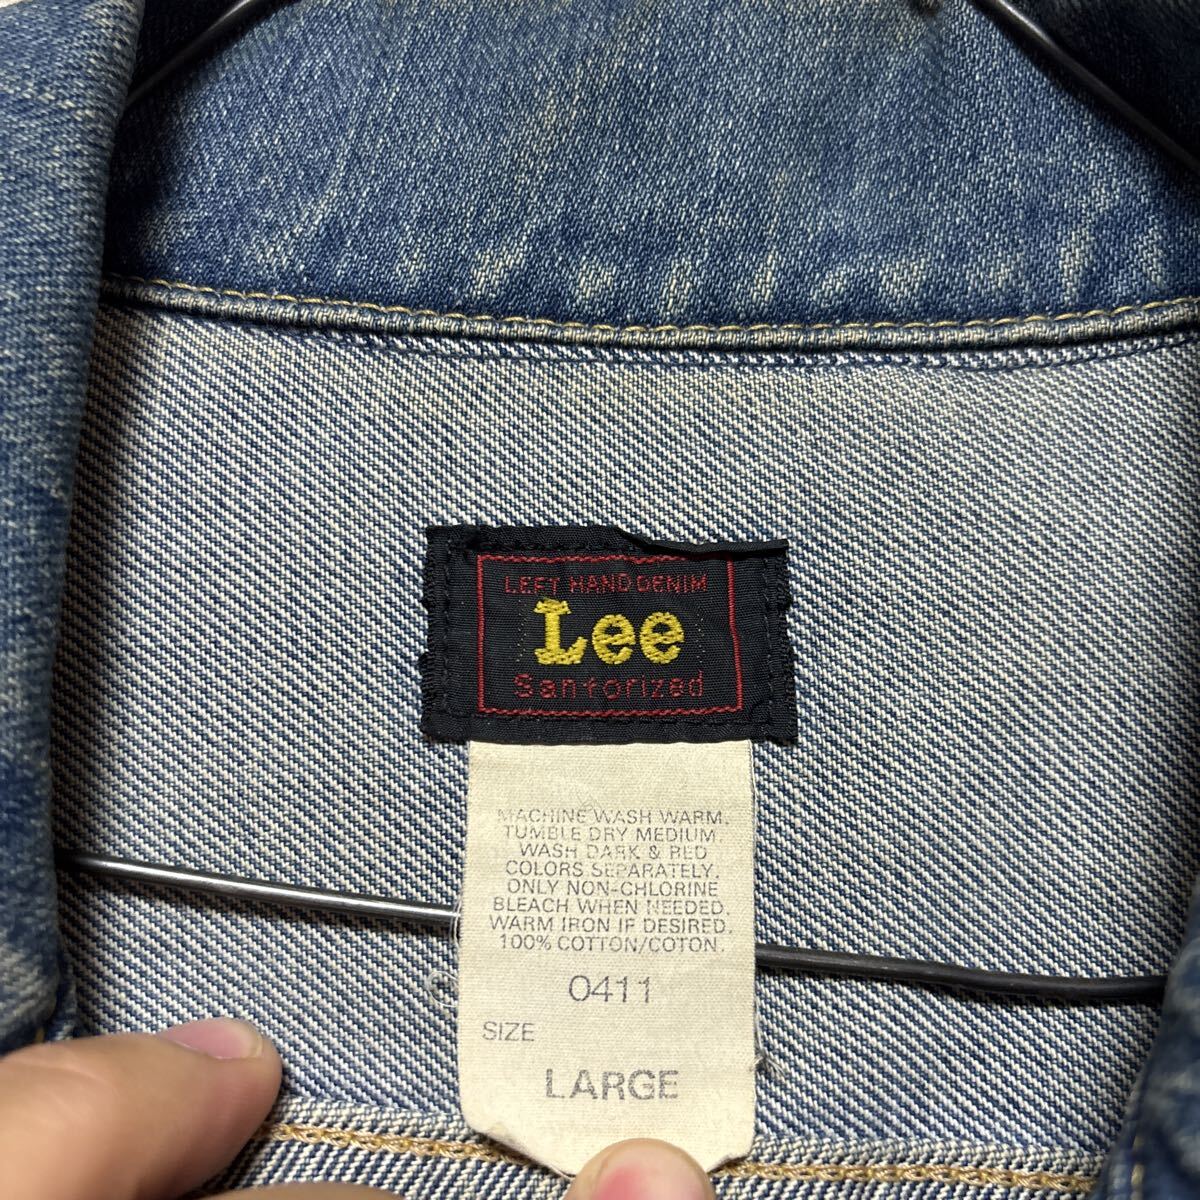 LEFT HAND DENIM
Lee
Sanforized
MACHINE WASH WARM.
TUMBLE DRY MEDIUM.
WASH DARK & RED
COLORS SEPARATELY.
ONLY NON-CHLORINE
BLEACH WHEN NEEDED.
WARM IRON IF DESIRED.
100% COTTON/COTON.
0411
SIZE
LARGE